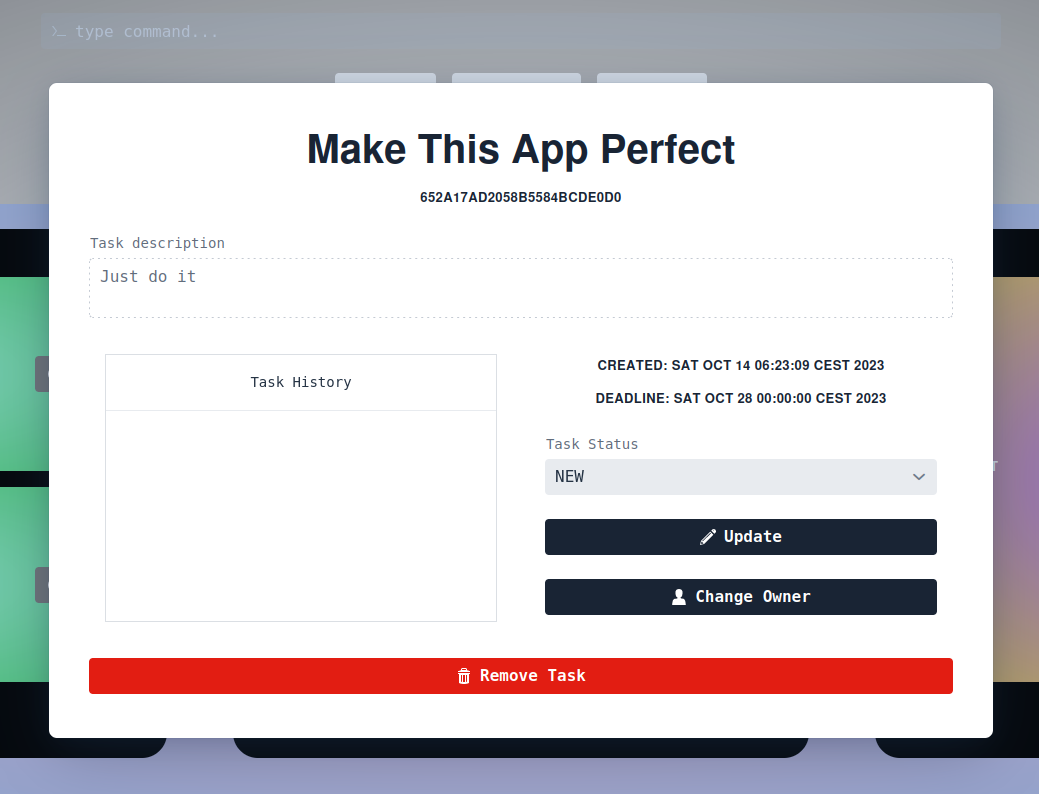 type command...
Make This App Perfect
652A17AD2058B5584BCDE0D0
Task description
Just do it
Task History
CREATED: SAT OCT 14 06:23:09 CEST 2023
DEADLINE: SAT OCT 28 00:00:00 CEST 2023
Task Status
NEW
Update
Change Owner
Remove Task